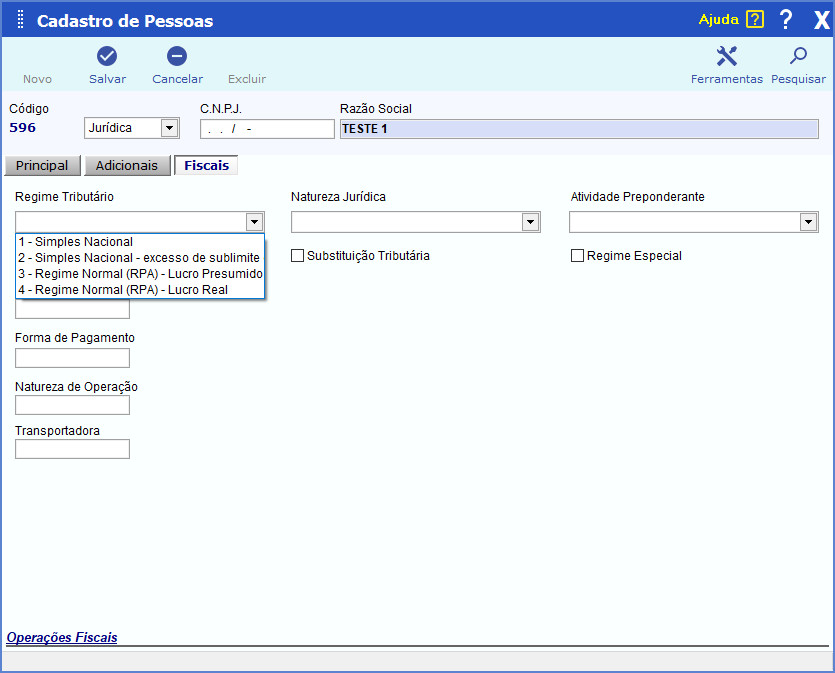 Cadastro de Pessoas
Ajuda ? ? X
Novo Salvar Cancelar Excluir Ferramentas Pesquisar
Código C.N.P.J. Razão Social
596 Jurídica . . / - TESTE 1
Principal Adicionais Fiscais
Regime Tributário Natureza Jurídica Atividade Preponderante
1 - Simples Nacional
2 - Simples Nacional - excesso de sublimite
3 - Regime Normal (RPA) - Lucro Presumido
4 - Regime Normal (RPA) - Lucro Real
Substituição Tributária Regime Especial
Forma de Pagamento
Natureza de Operação
Transportadora
Operações Fiscais